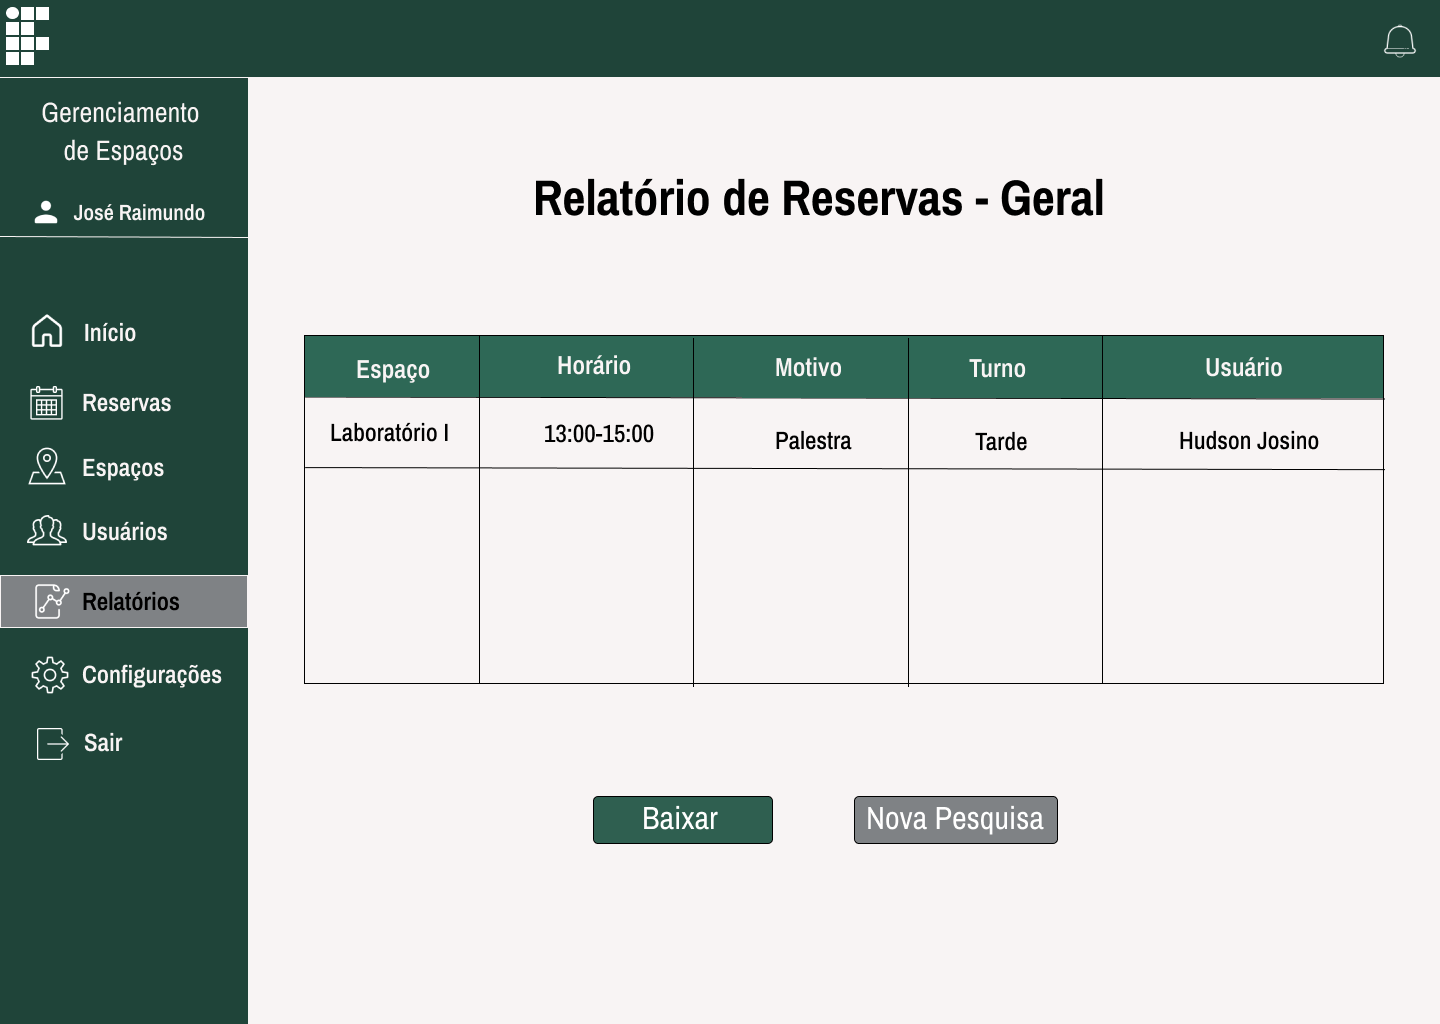 Gerenciamento
de Espaços
José Raimundo
Início
Reservas
Espaços
Usuários
Relatórios
Configurações
Sair
Relatório de Reservas - Geral
Espaço Horário Motivo Turno Usuário
Laboratório I 13:00-15:00 Palestra Tarde Hudson Josino
Baixar Nova Pesquisa